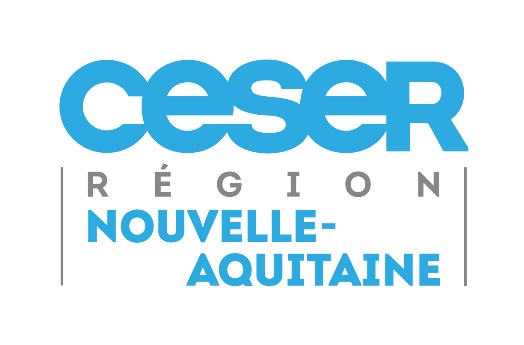 CESER
RÉGION
NOUVELLE-
AQUITAINE